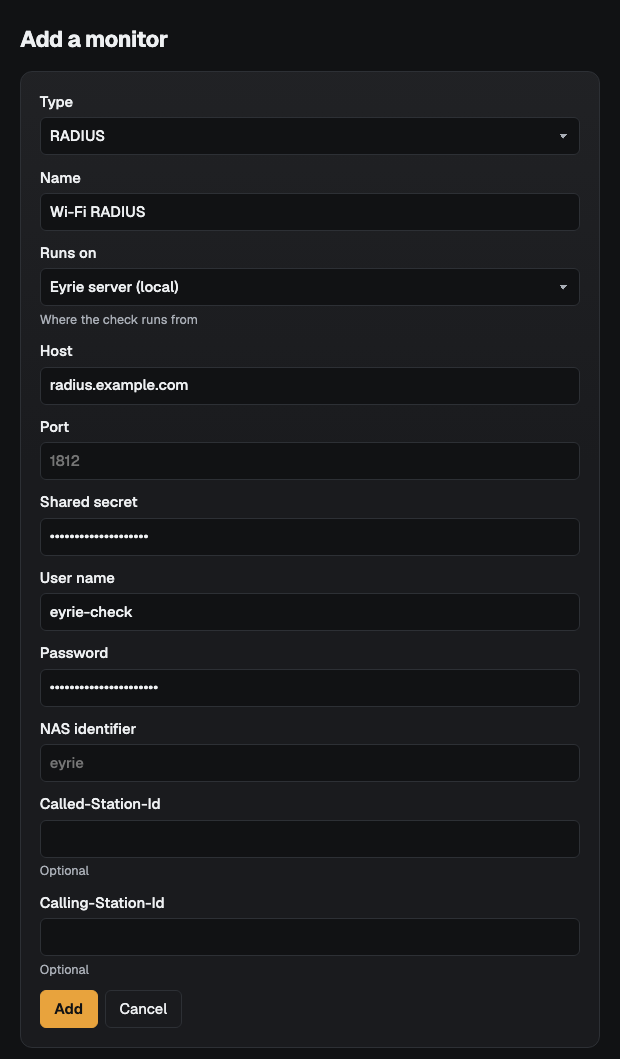 Add a monitor
Type
RADIUS
Name
Wi-Fi RADIUS
Runs on
Eyrie server (local)
Where the check runs from
Host
radius.example.com
Port
1812
Shared secret
••••••••••••••••••••
User name
eyrie-check
Password
••••••••••••••••••••••
NAS identifier
eyrie
Called-Station-Id
Optional
Calling-Station-Id
Optional
Add
Cancel